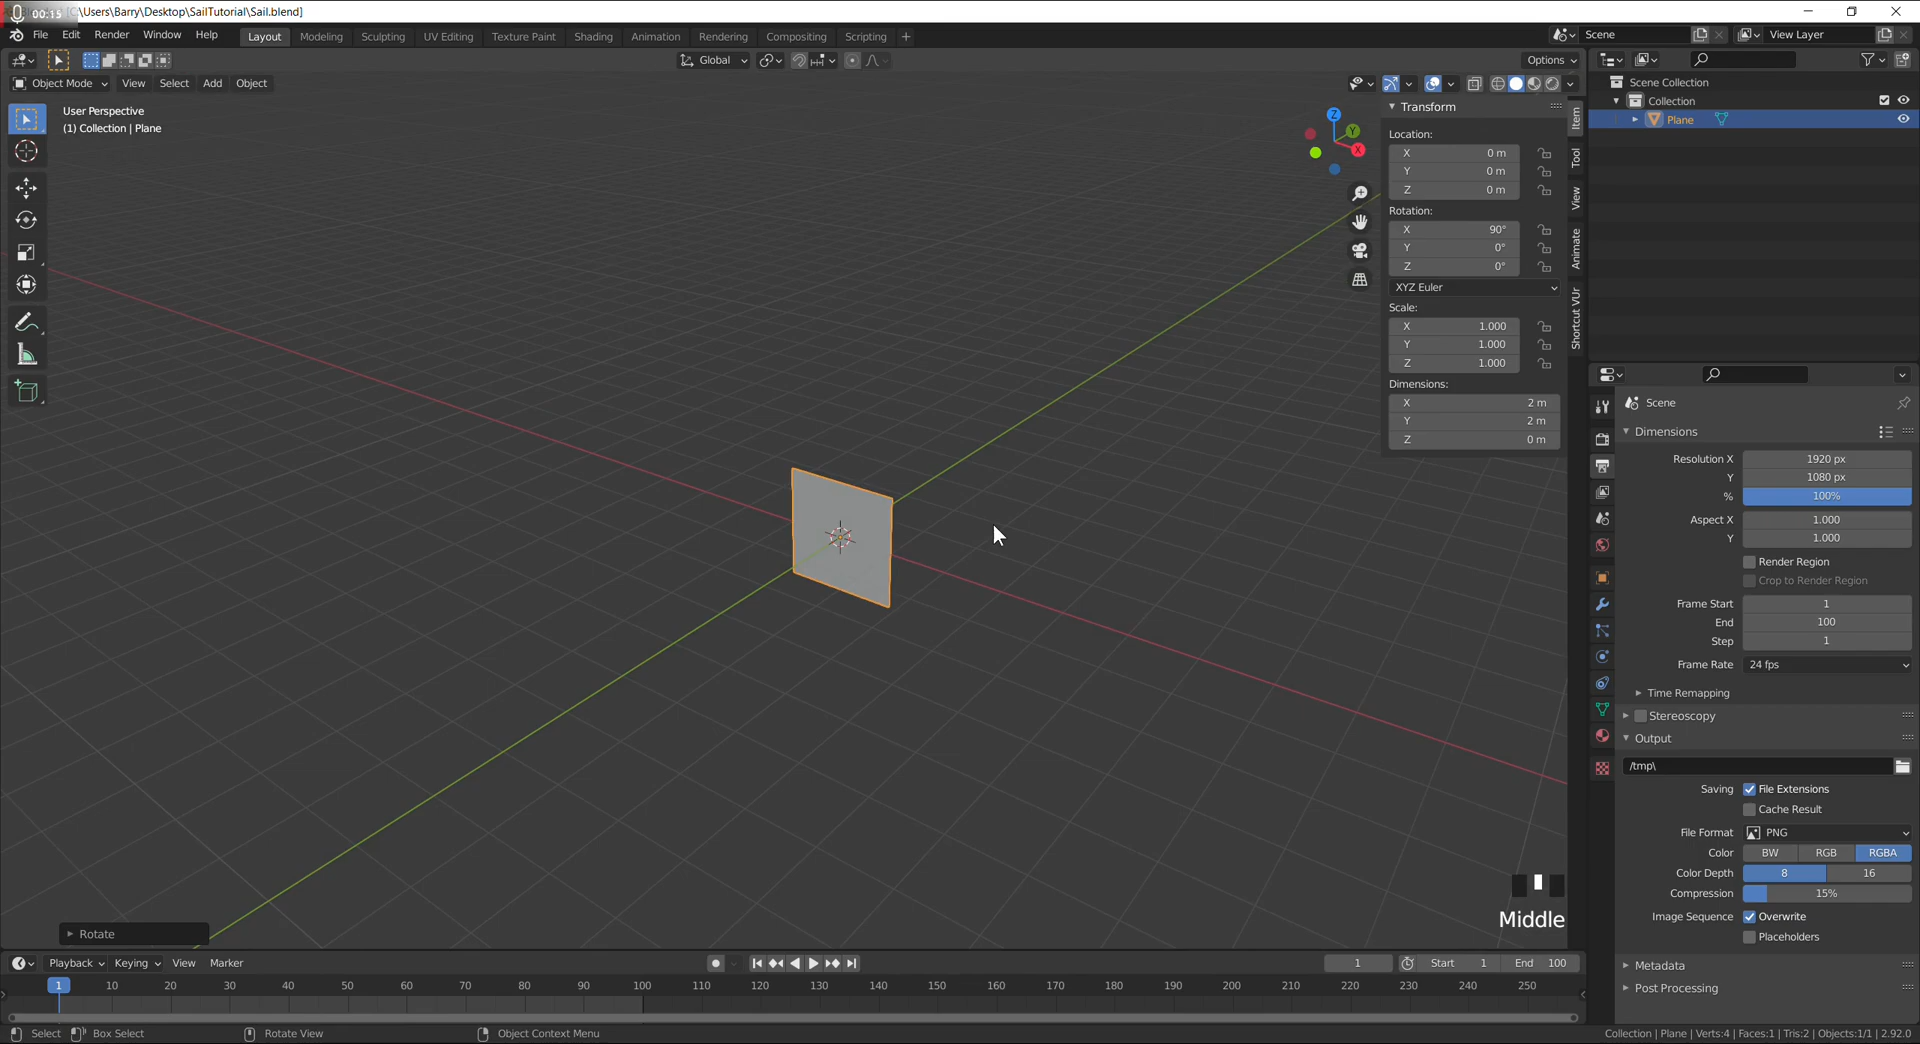 00:15 C:\Users\Barry\Desktop\SailTutorial\Sail.blend]
File Edit Render Window Help Layout Modeling Sculpting UV Editing Texture Paint Shading Animation Rendering Compositing Scripting +
Scene View Layer
Global Options
Object Mode View Select Add Object
User Perspective
(1) Collection | Plane
Z
Y
X
Transform
Location:
X 0 m
Y 0 m
Z 0 m
Rotation:
X 90°
Y 0°
Z 0°
XYZ Euler
Scale:
X 1.000
Y 1.000
Z 1.000
Dimensions:
X 2 m
Y 2 m
Z 0 m
Item
Tool
View
Animate
Shortcut VUr
Scene Collection
Collection
Plane
Scene
Dimensions
Resolution X 1920 px
Y 1080 px
% 100%
Aspect X 1.000
Y 1.000
Render Region
Crop to Render Region
Frame Start 1
End 100
Step 1
Frame Rate 24 fps
Time Remapping
Stereoscopy
Output
/tmp\
Saving File Extensions
Cache Result
File Format PNG
Color BW RGB RGBA
Color Depth 8 16
Compression 15%
Image Sequence Overwrite
Placeholders
Metadata
Post Processing
Middle
Rotate
Playback Keying View Marker 1 Start 1 End 100
1 10 20 30 40 50 60 70 80 90 100 110 120 130 140 150 160 170 180 190 200 210 220 230 240 250
Select Box Select Rotate View Object Context Menu Collection | Plane | Verts:4 | Faces:1 | Tris:2 | Objects:1/1 | 2.92.0